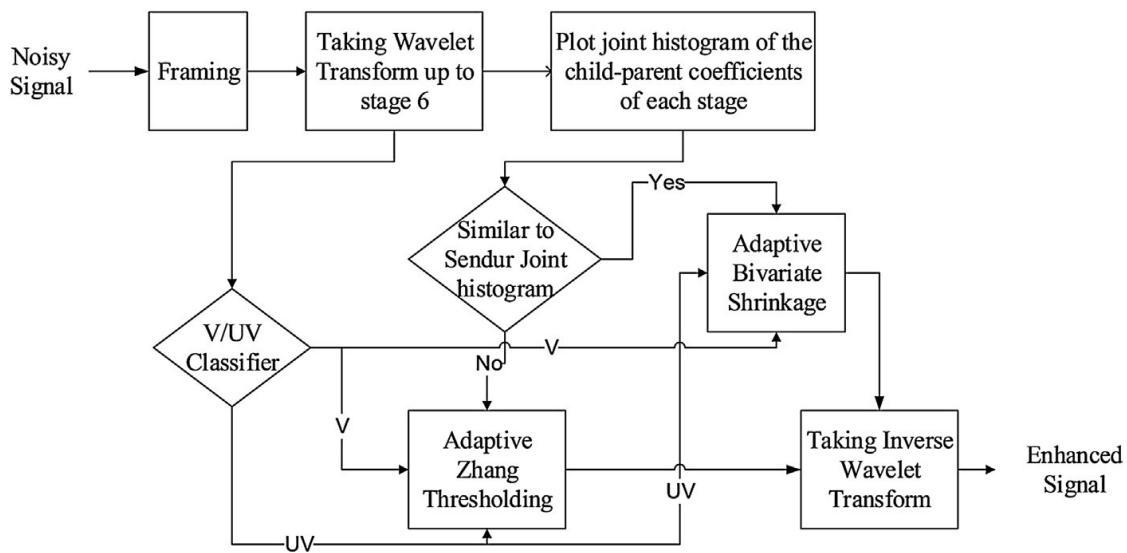 Noisy
Signal
Framing
Taking Wavelet
Transform up to
stage 6
Plot joint histogram of the
child-parent coefficients
of each stage
Yes
Similar to
Sendur Joint
histogram
Adaptive
Bivariate
Shrinkage
V/UV
Classifier
V
No
V
Adaptive
Zhang
Thresholding
UV
Taking Inverse
Wavelet
Transform
Enhanced
Signal
UV